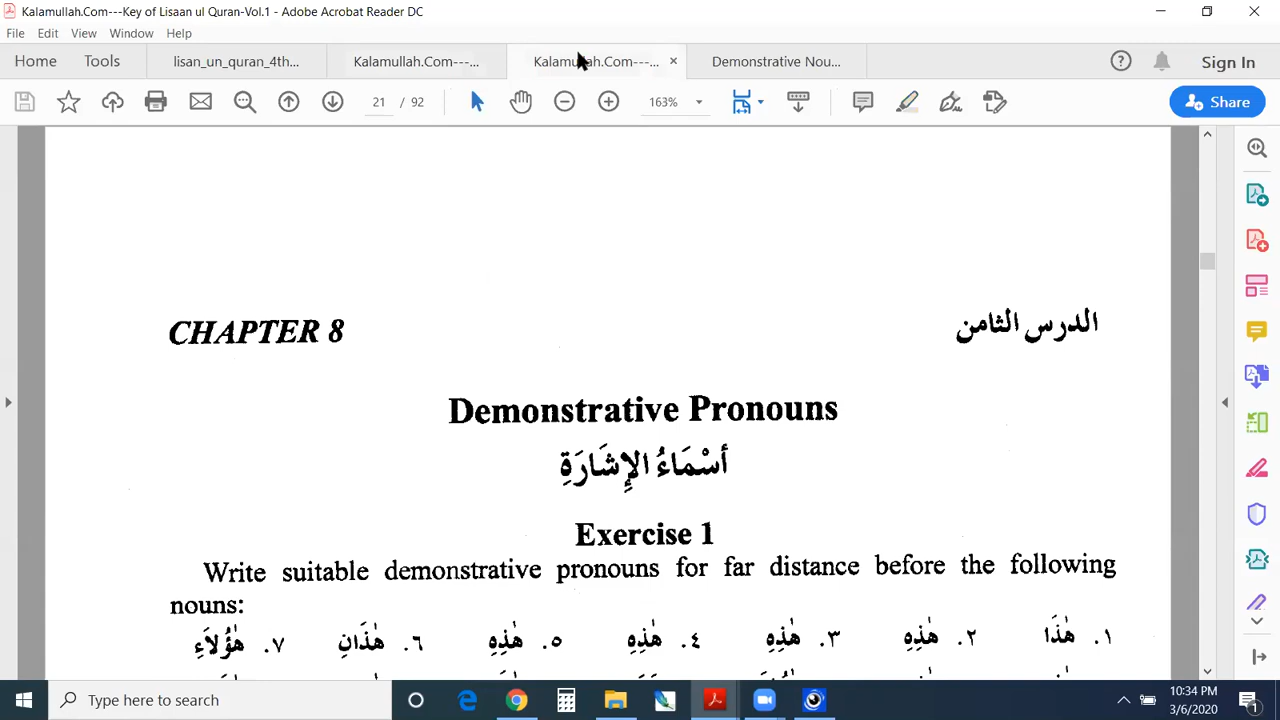 Kalamullah.Com---Key of Lisaan ul Quran-Vol.1 - Adobe Acrobat Reader DC
File Edit View Window Help
Home Tools lisan_un_quran_4th... Kalamullah.Com---... Kalamullah.Com---... × Demonstrative Nou... Sign In
21 / 92 163% Share
CHAPTER 8 الدرس الثامن
Demonstrative Pronouns
أَسْمَاءُ الإِشَارَةِ
Exercise 1
Write suitable demonstrative pronouns for far distance before the following
nouns:
١. هٰذَا ٢. هٰذِهِ ٣. هٰذِهِ ٤. هٰذِهِ ٥. هٰذِهِ ٦. هٰذَانِ ٧. هٰؤُلَاءِ
Type here to search
10:34 PM
3/6/2020
1